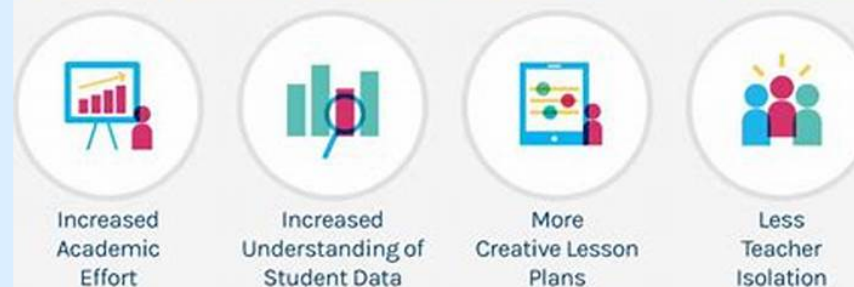 Increased
Academic
Effort
Increased
Understanding of
Student Data
More
Creative Lesson
Plans
Less
Teacher
Isolation